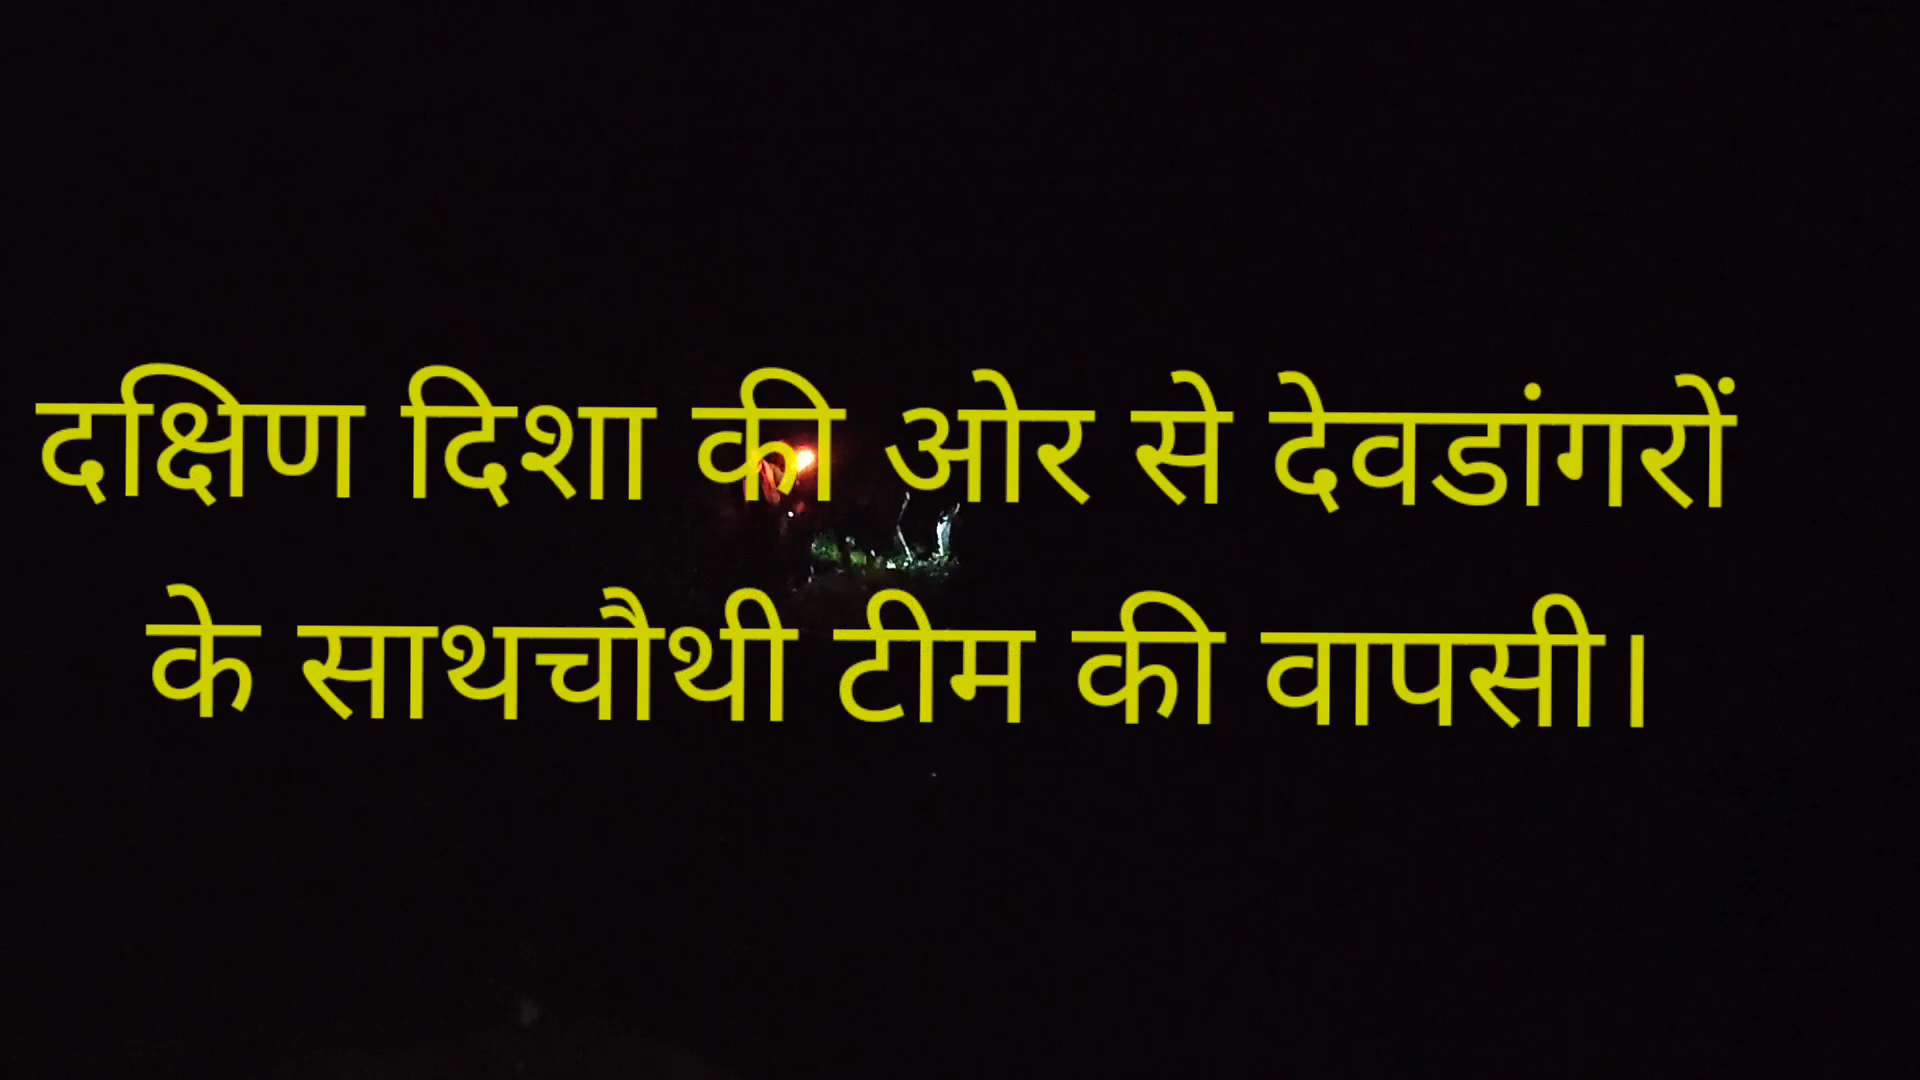 दक्षिण दिशा की ओर से देवडांगरों
के साथचौथी टीम की वापसी।